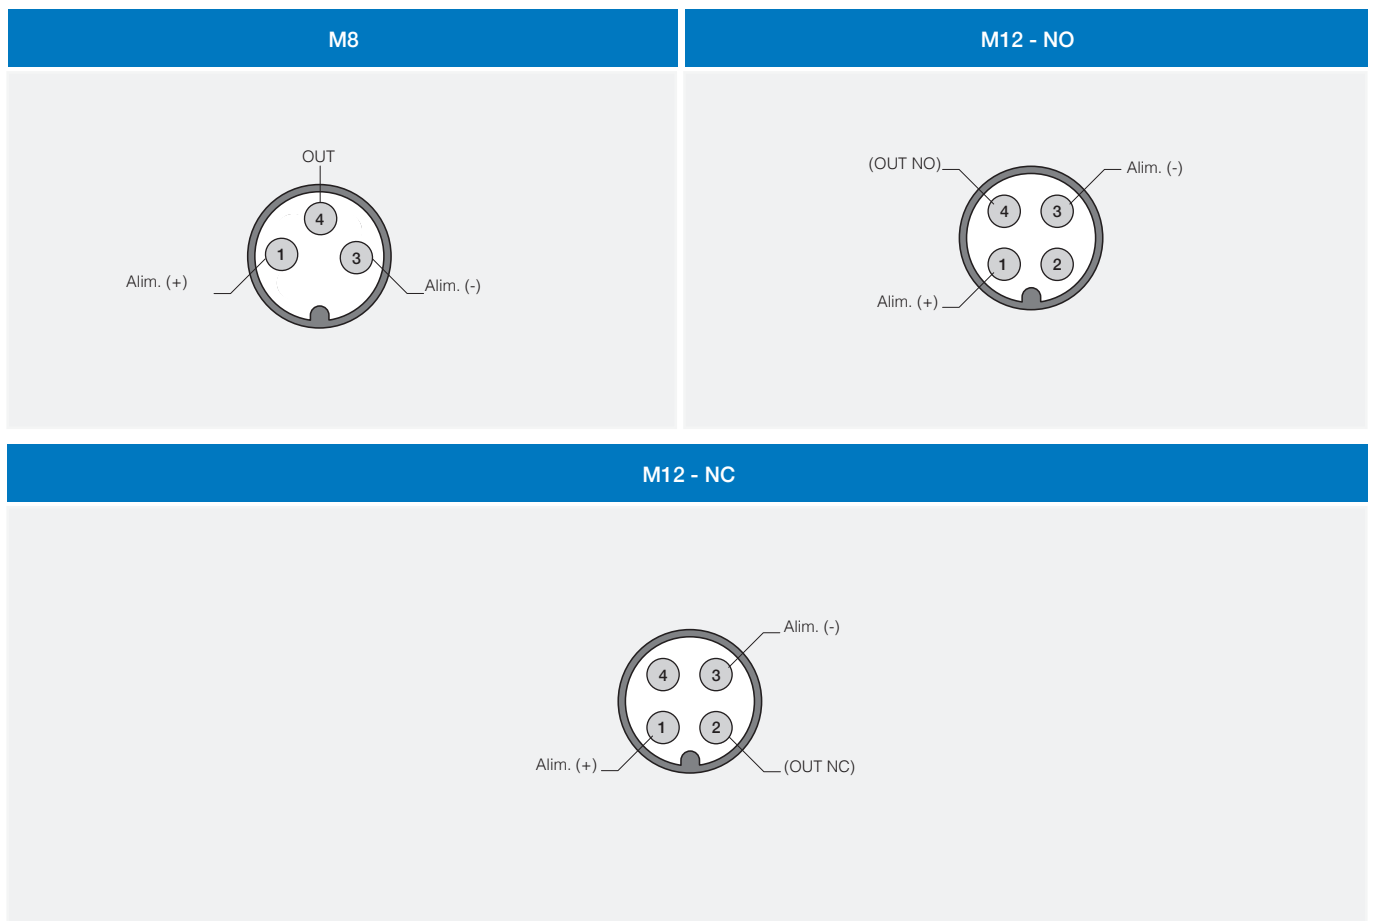 M8
OUT
4
1
3
Alim. (+)
Alim. (-)
M12 - NO
(OUT NO)
Alim. (-)
4
3
1
2
Alim. (+)
M12 - NC
Alim. (-)
4
3
1
2
Alim. (+)
(OUT NC)